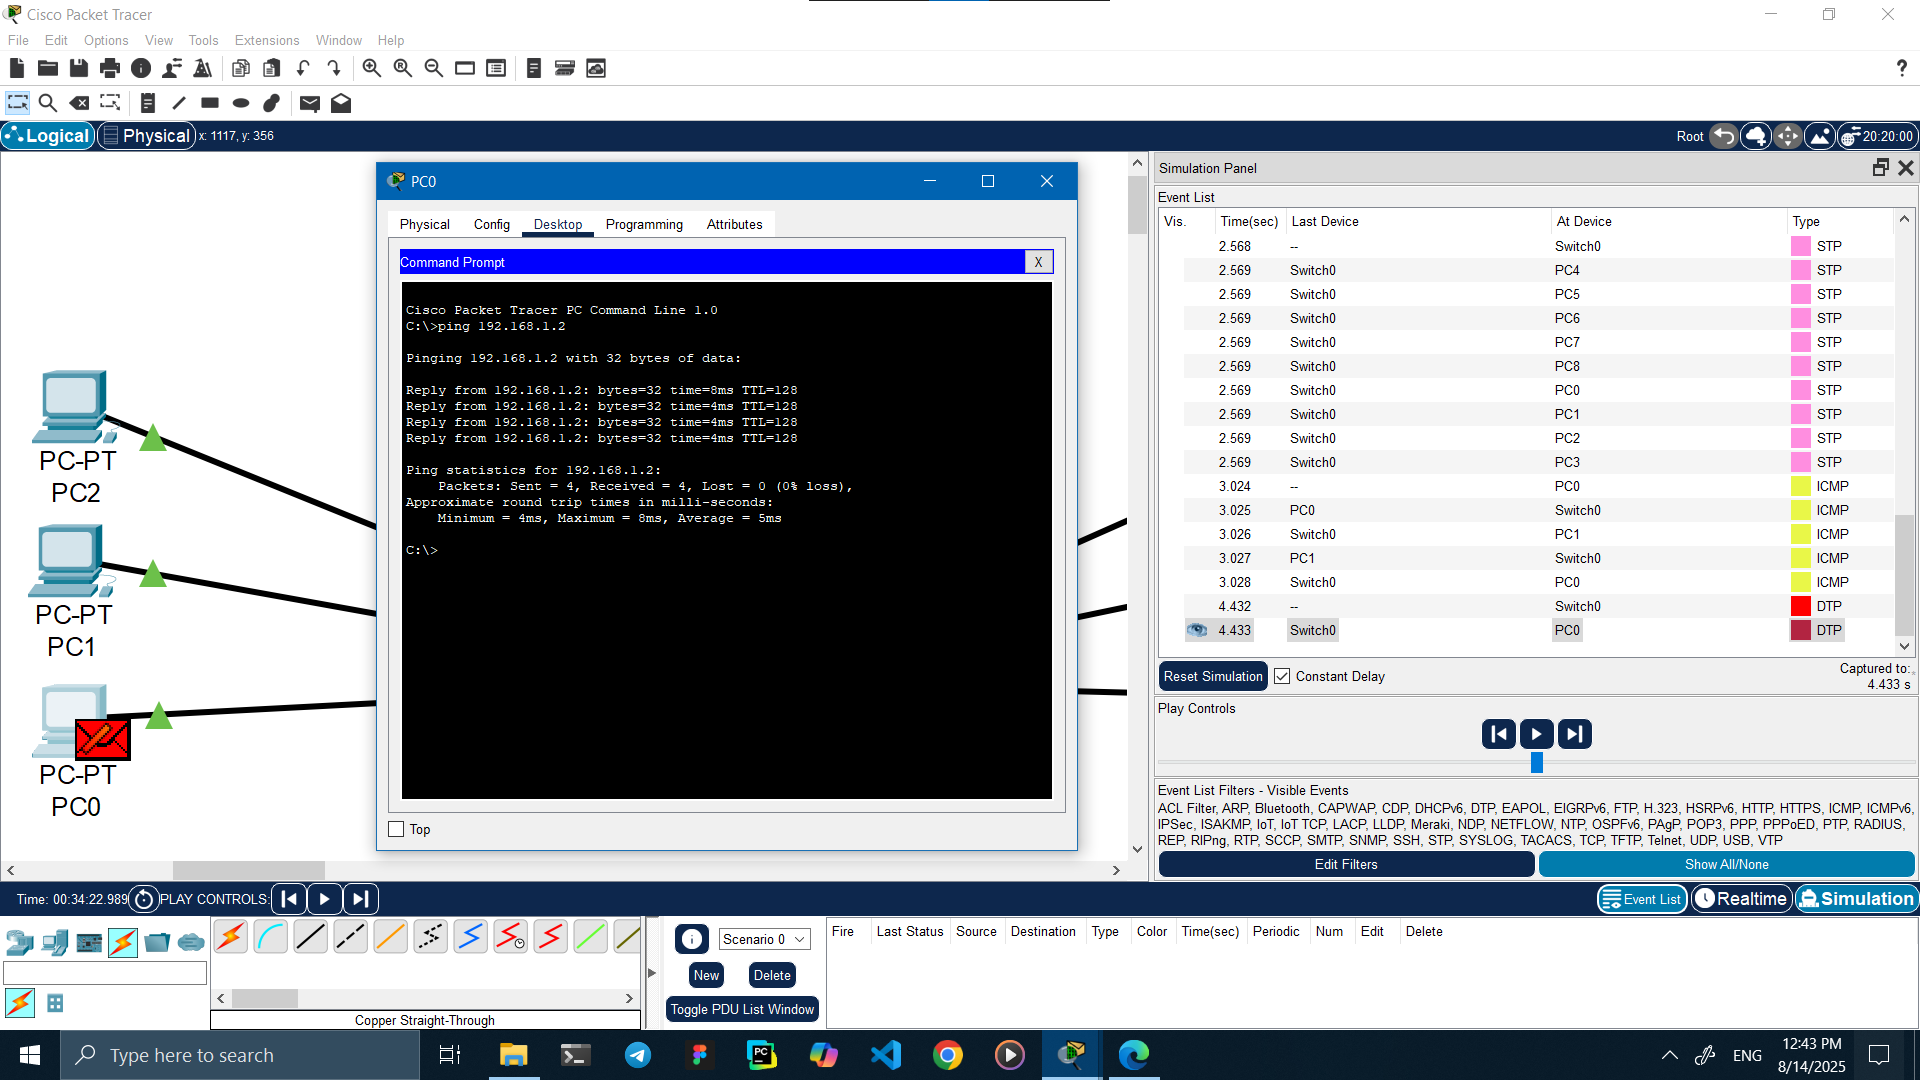 Cisco Packet Tracer
File Edit Options View Tools Extensions Window Help
?
Logical Physical x: 1117, y: 356 Root 20:20:00
PC-PT
PC2
PC-PT
PC1
PC-PT
PC0
PC0
Physical Config Desktop Programming Attributes
Command Prompt X
Cisco Packet Tracer PC Command Line 1.0
C:\>ping 192.168.1.2
Pinging 192.168.1.2 with 32 bytes of data:
Reply from 192.168.1.2: bytes=32 time=8ms TTL=128
Reply from 192.168.1.2: bytes=32 time=4ms TTL=128
Reply from 192.168.1.2: bytes=32 time=4ms TTL=128
Reply from 192.168.1.2: bytes=32 time=4ms TTL=128
Ping statistics for 192.168.1.2:
Packets: Sent = 4, Received = 4, Lost = 0 (0% loss),
Approximate round trip times in milli-seconds:
Minimum = 4ms, Maximum = 8ms, Average = 5ms
C:\>
Top
Simulation Panel
Event List
Vis. Time(sec) Last Device At Device Type
2.568 -- Switch0 STP
2.569 Switch0 PC4 STP
2.569 Switch0 PC5 STP
2.569 Switch0 PC6 STP
2.569 Switch0 PC7 STP
2.569 Switch0 PC8 STP
2.569 Switch0 PC0 STP
2.569 Switch0 PC1 STP
2.569 Switch0 PC2 STP
2.569 Switch0 PC3 STP
3.024 -- PC0 ICMP
3.025 PC0 Switch0 ICMP
3.026 Switch0 PC1 ICMP
3.027 PC1 Switch0 ICMP
3.028 Switch0 PC0 ICMP
4.432 -- Switch0 DTP
4.433 Switch0 PC0 DTP
Reset Simulation Constant Delay Captured to:
4.433 s
Play Controls
Event List Filters - Visible Events
ACL Filter, ARP, Bluetooth, CAPWAP, CDP, DHCPv6, DTP, EAPOL, EIGRPv6, FTP, H.323, HSRPv6, HTTP, HTTPS, ICMP, ICMPv6,
IPSec, ISAKMP, IoT, IoT TCP, LACP, LLDP, Meraki, NDP, NETFLOW, NTP, OSPFv6, PAgP, POP3, PPP, PPPoED, PTP, RADIUS,
REP, RIPng, RTP, SCCP, SMTP, SNMP, SSH, STP, SYSLOG, TACACS, TCP, TFTP, Telnet, UDP, USB, VTP
Edit Filters Show All/None
Time: 00:34:22.989 PLAY CONTROLS: Event List Realtime Simulation
Scenario 0
New Delete
Toggle PDU List Window
Fire Last Status Source Destination Type Color Time(sec) Periodic Num Edit Delete
Copper Straight-Through
Type here to search
PC
ENG
12:43 PM
8/14/2025